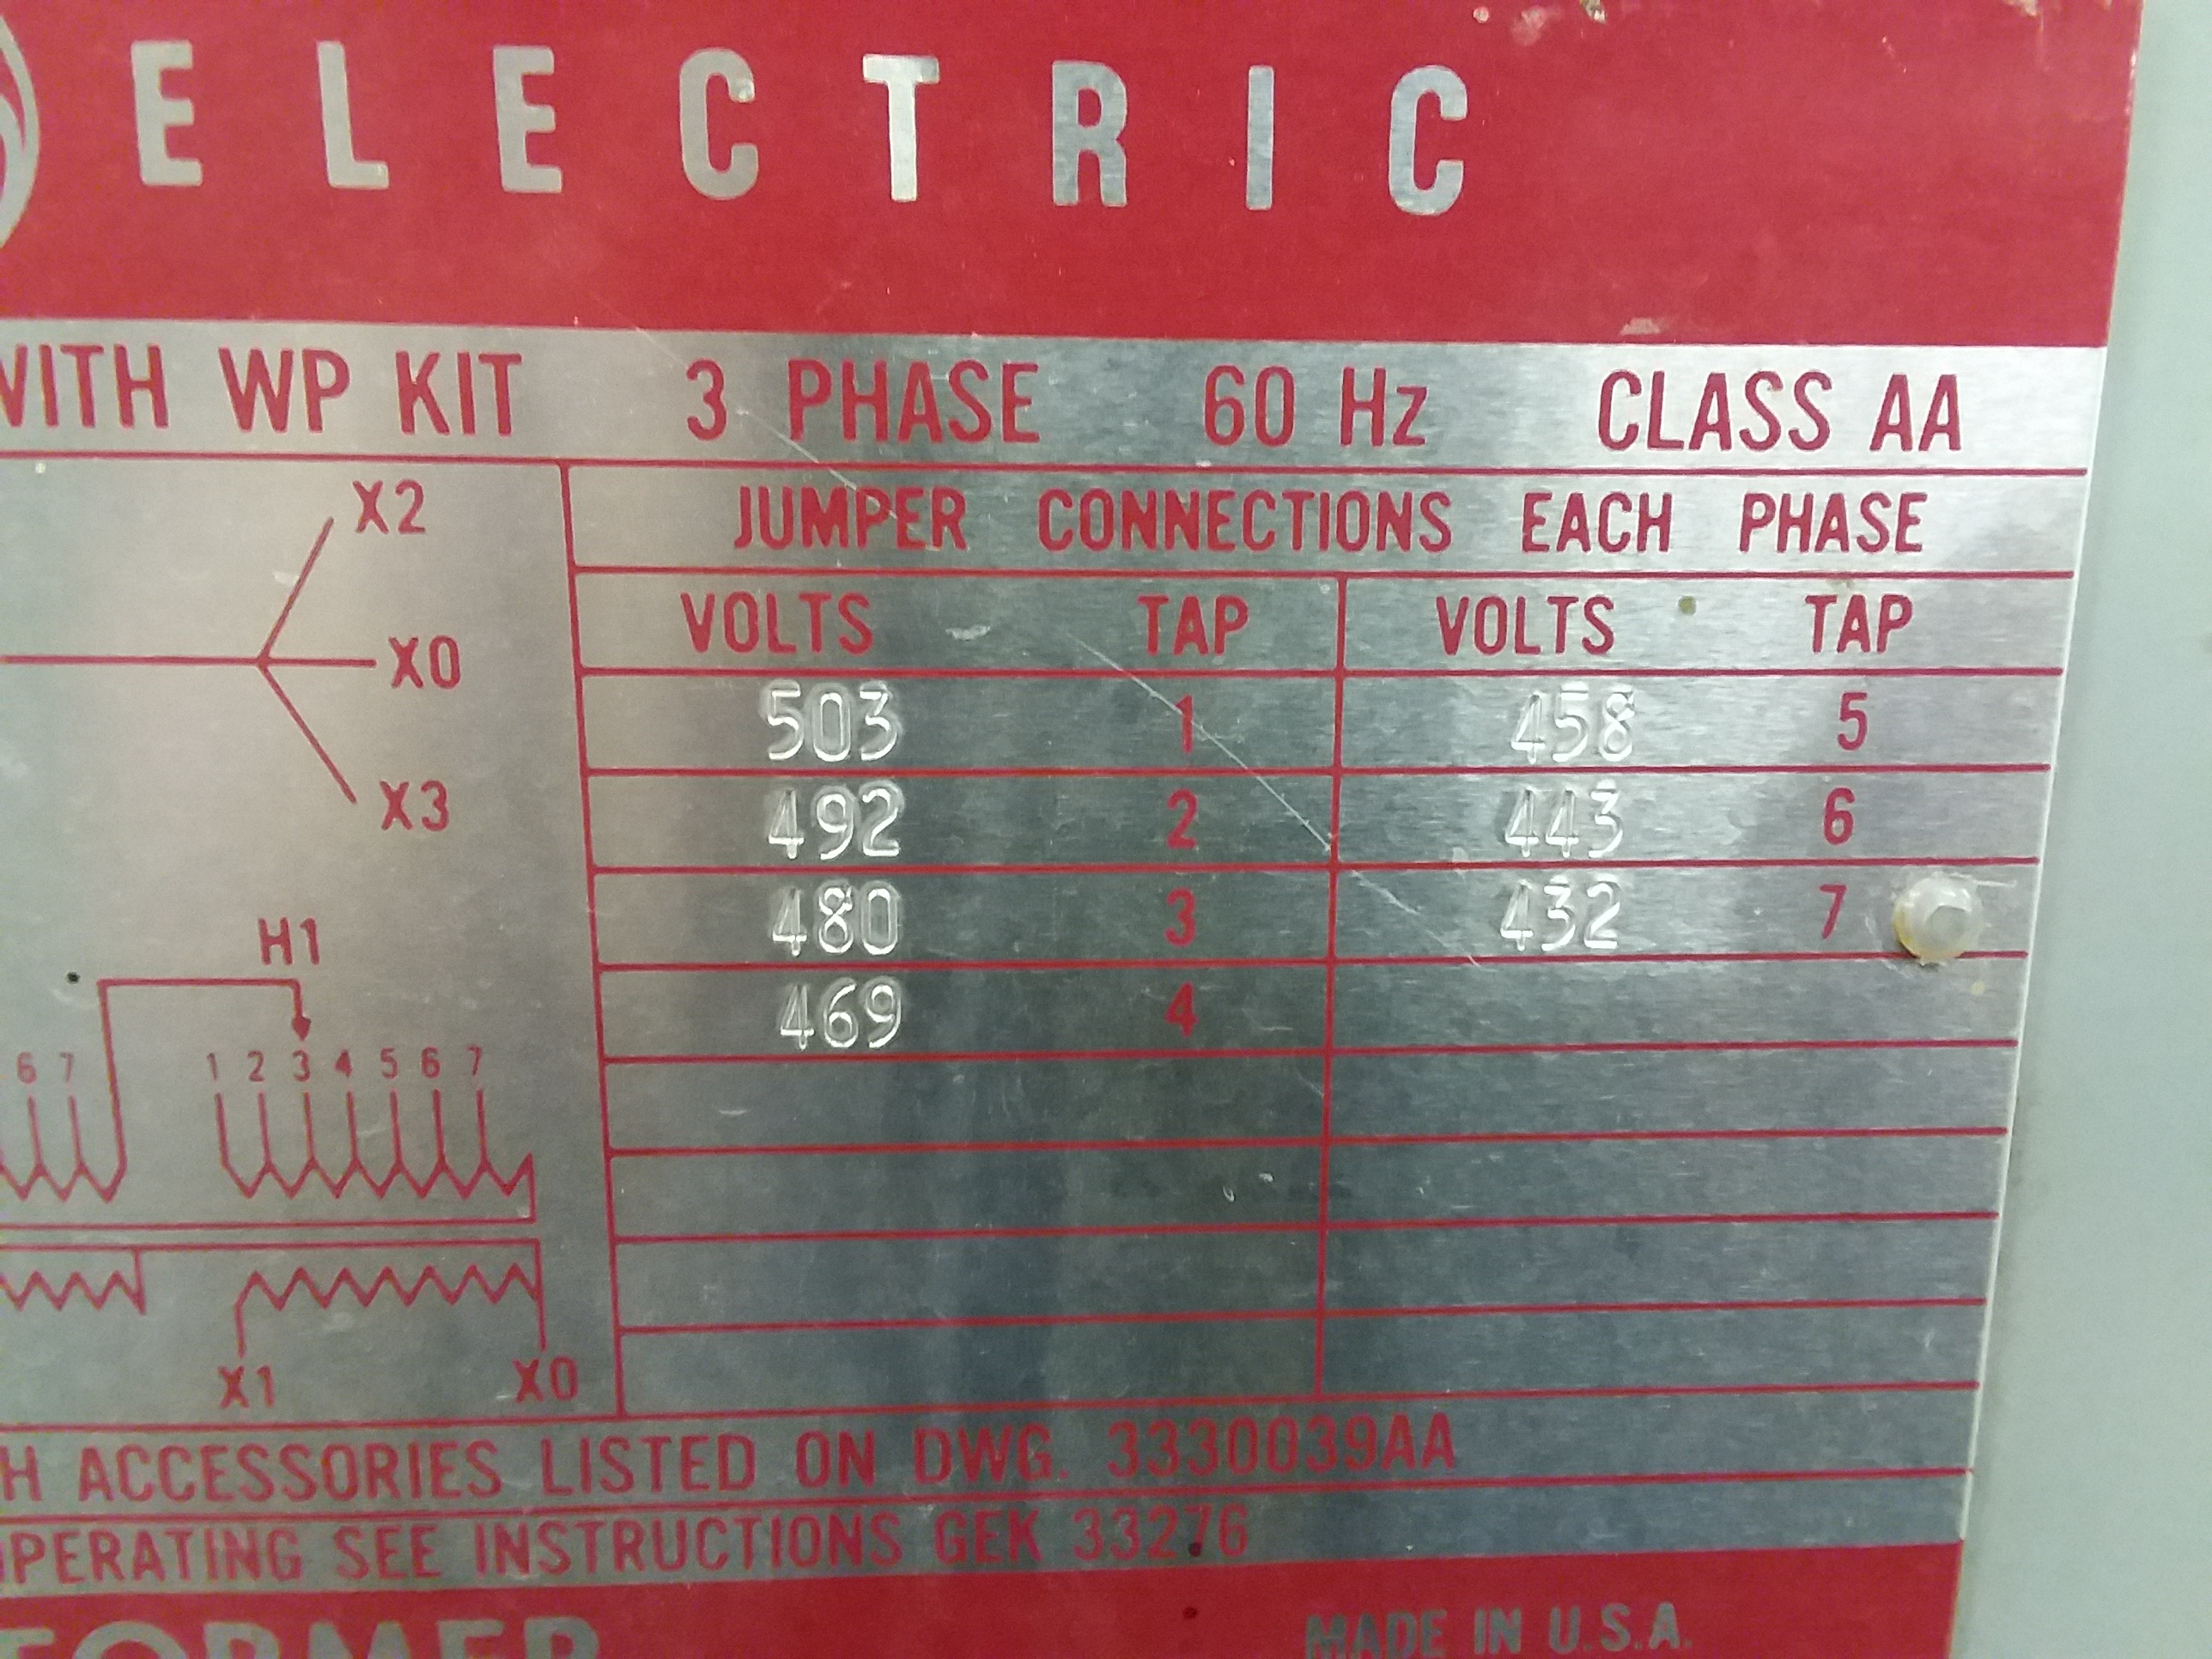 ELECTRIC
WITH WP KIT 3 PHASE 60 Hz CLASS AA
X2
X0
X3
JUMPER CONNECTIONS EACH PHASE
VOLTS TAP VOLTS TAP
503 1 458 5
492 2 443 6
480 3 432 7
469 4
H1
6 7 1 2 3 4 5 6 7
X1 X0
H ACCESSORIES LISTED ON DWG. 3330039AA
OPERATING SEE INSTRUCTIONS GEK 33276
FORMER
MADE IN U.S.A.